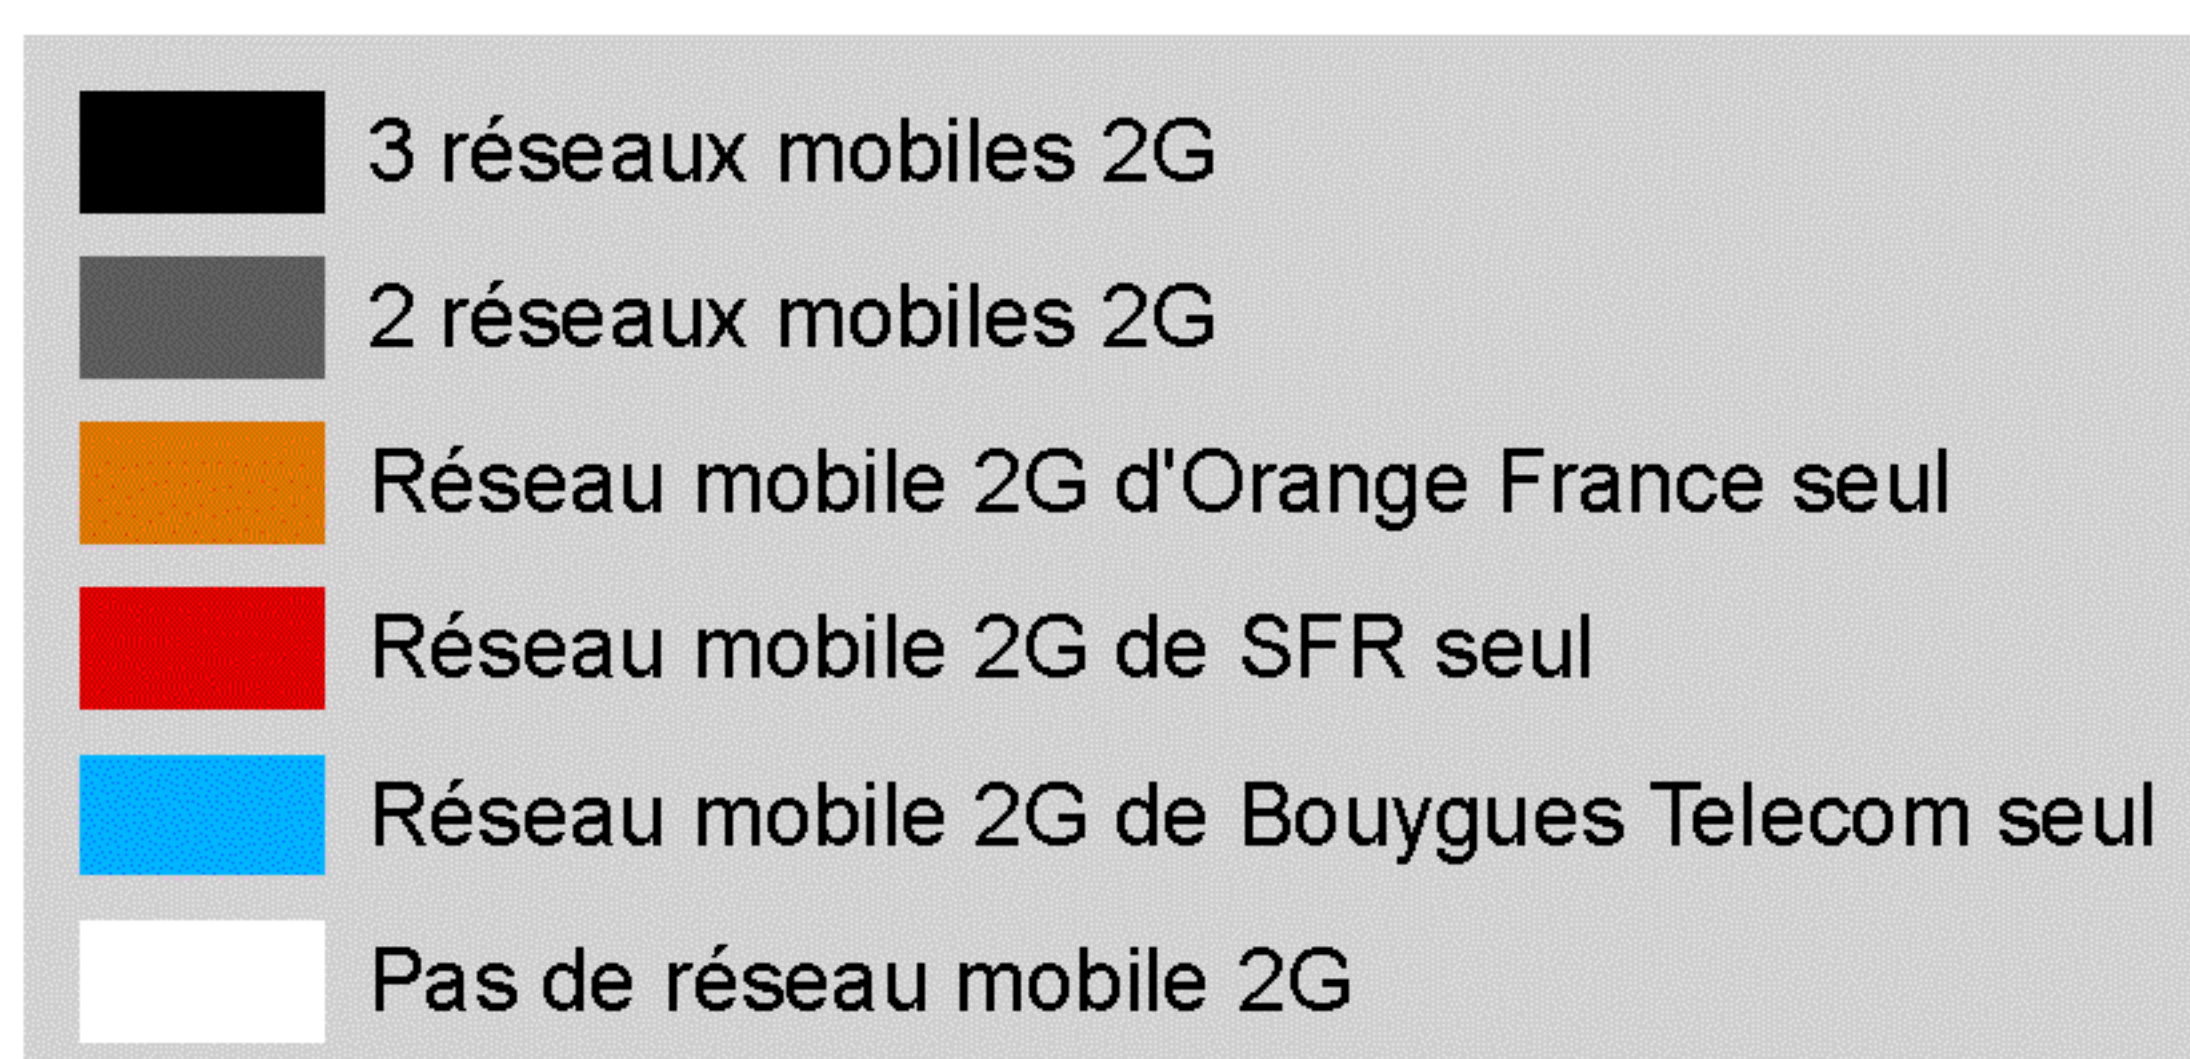 3 réseaux mobiles 2G
2 réseaux mobiles 2G
Réseau mobile 2G d'Orange France seul
Réseau mobile 2G de SFR seul
Réseau mobile 2G de Bouygues Telecom seul
Pas de réseau mobile 2G